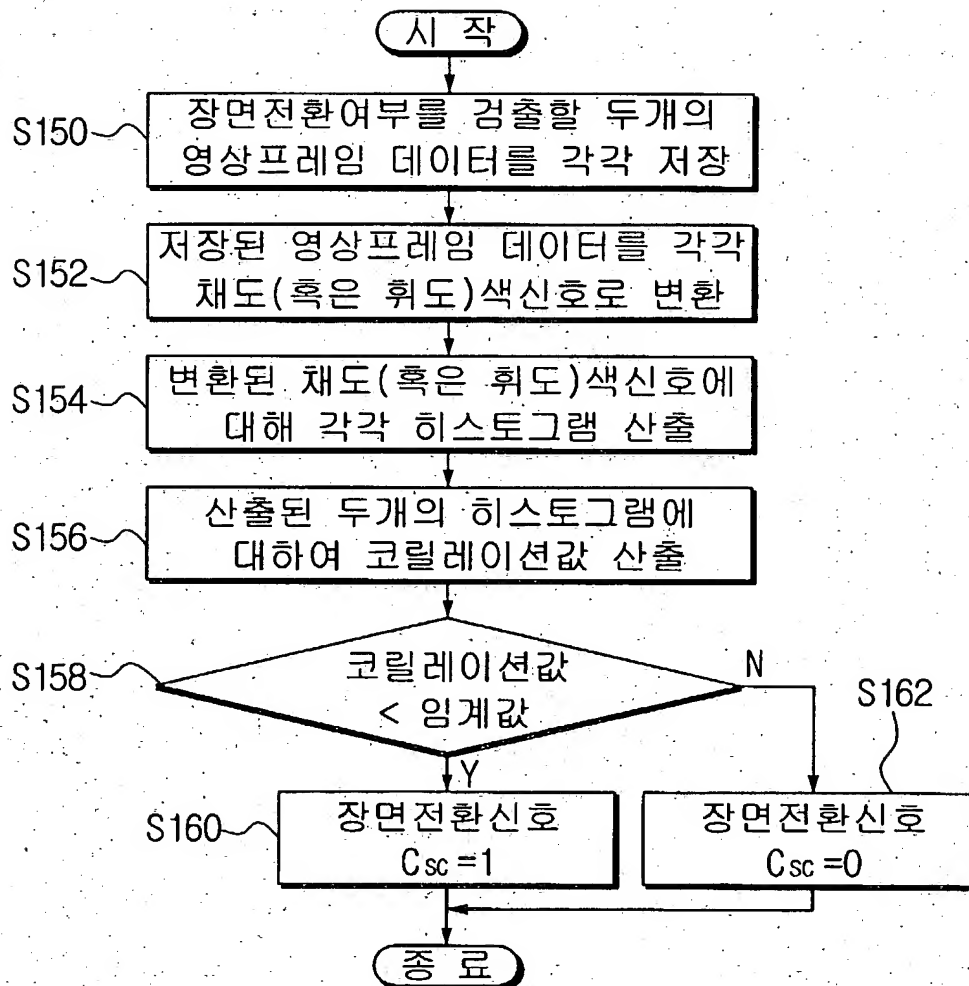 시 작
S150
장면전환여부를 검출할 두개의
영상프레임 데이터를 각각 저장
S152
저장된 영상프레임 데이터를 각각
채도(혹은 휘도)색신호로 변환
S154
변환된 채도(혹은 휘도)색신호에
대해 각각 히스토그램 산출
S156
산출된 두개의 히스토그램에
대하여 코릴레이션값 산출
S158
코릴레이션값
< 임계값
N
Y
S162
S160
장면전환신호
Csc =1
장면전환신호
Csc =0
종 료